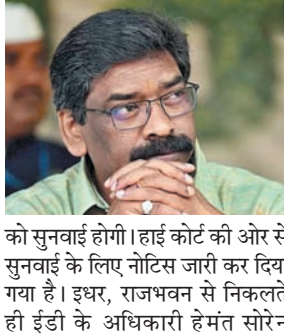 को सुनवाई होगी। हाई कोर्ट की ओर से
सुनवाई के लिए नोटिस जारी कर दिय
गया है। इधर, राजभवन से निकलते
ही ईडी के अधिकारी हेमंत सोरेन